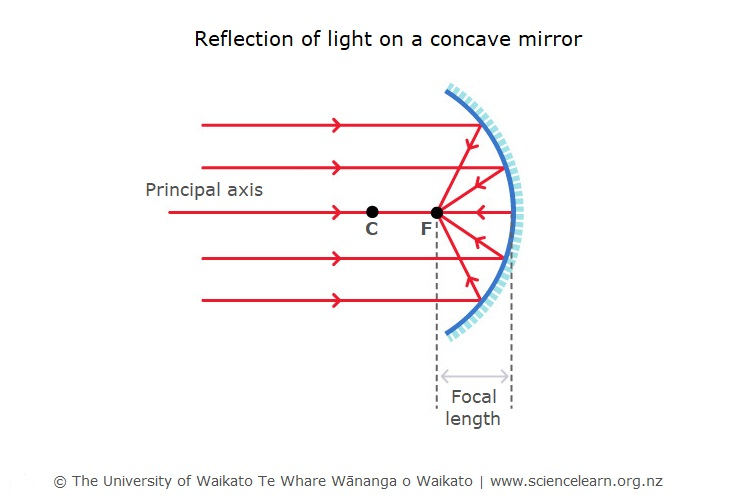 Reflection of light on a concave mirror
Principal axis
C
F
Focal
length
© The University of Waikato Te Whare Wānanga o Waikato | www.sciencelearn.org.nz